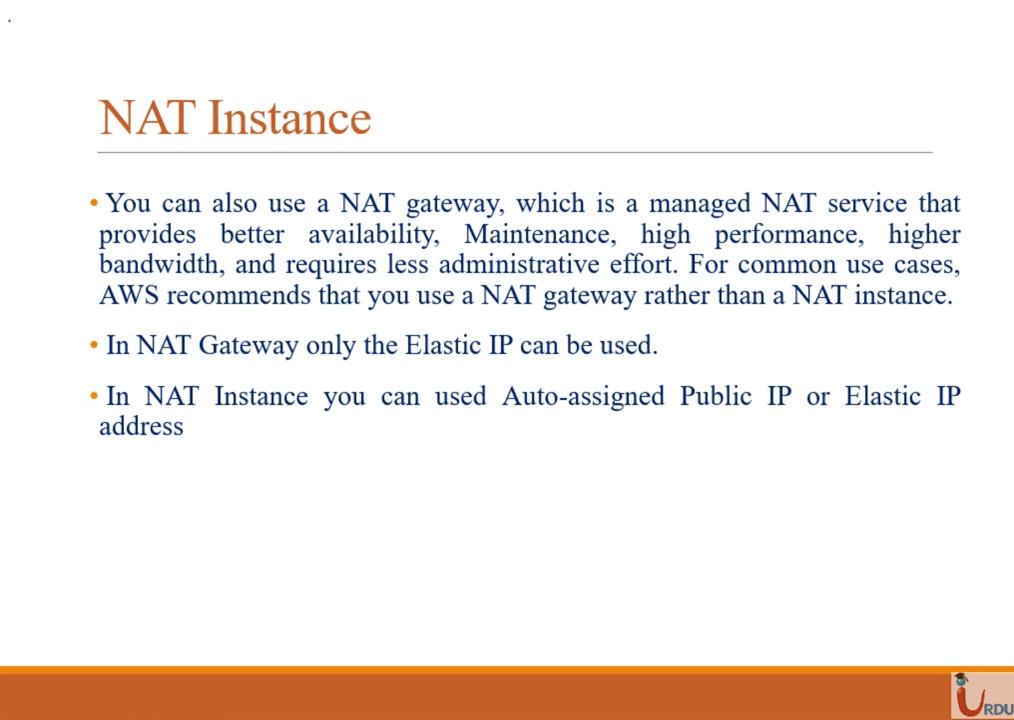 NAT Instance
• You can also use a NAT gateway, which is a managed NAT service that
provides better availability, Maintenance, high performance, higher
bandwidth, and requires less administrative effort. For common use cases,
AWS recommends that you use a NAT gateway rather than a NAT instance.
• In NAT Gateway only the Elastic IP can be used.
• In NAT Instance you can used Auto-assigned Public IP or Elastic IP
address
URDU